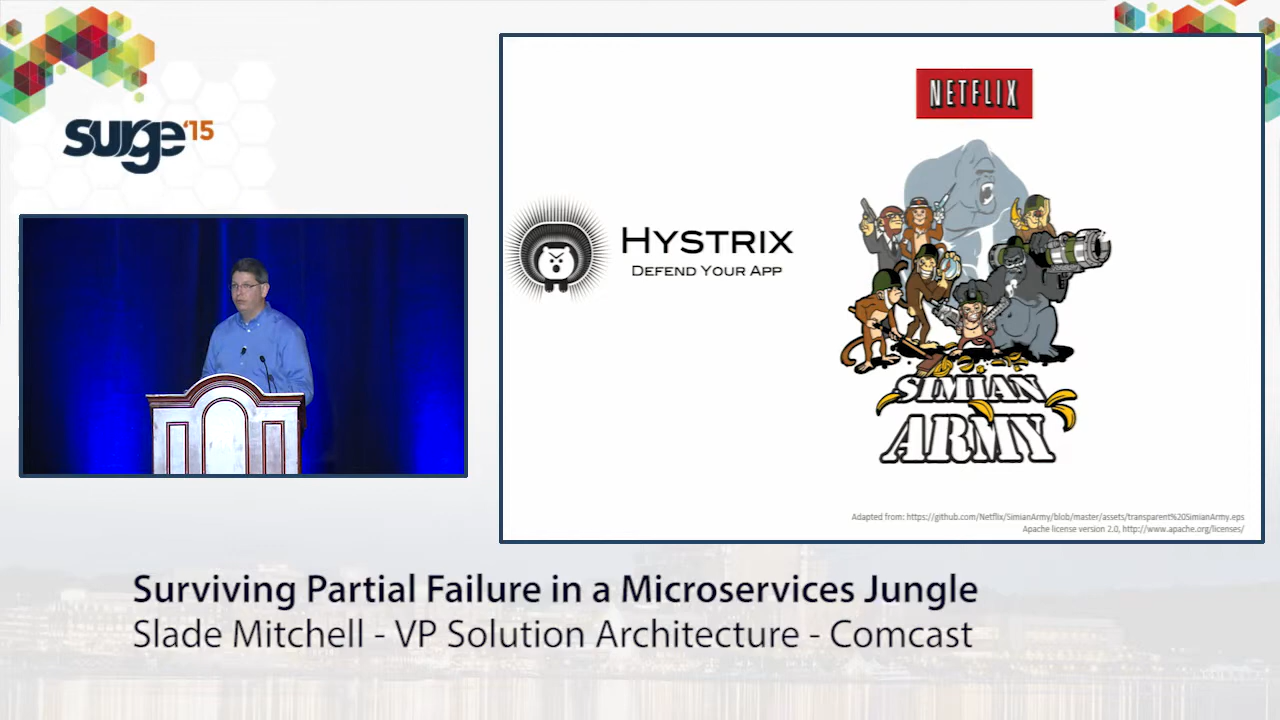 surge '15
NETFLIX
HYSTRIX
DEFEND YOUR APP
SIMIAN
ARMY
Adapted from: https://github.com/Netflix/SimianArmy/blob/master/assets/transparent%20SimianArmy.eps
Apache license version 2.0, http://www.apache.org/licenses/
Surviving Partial Failure in a Microservices Jungle
Slade Mitchell - VP Solution Architecture - Comcast